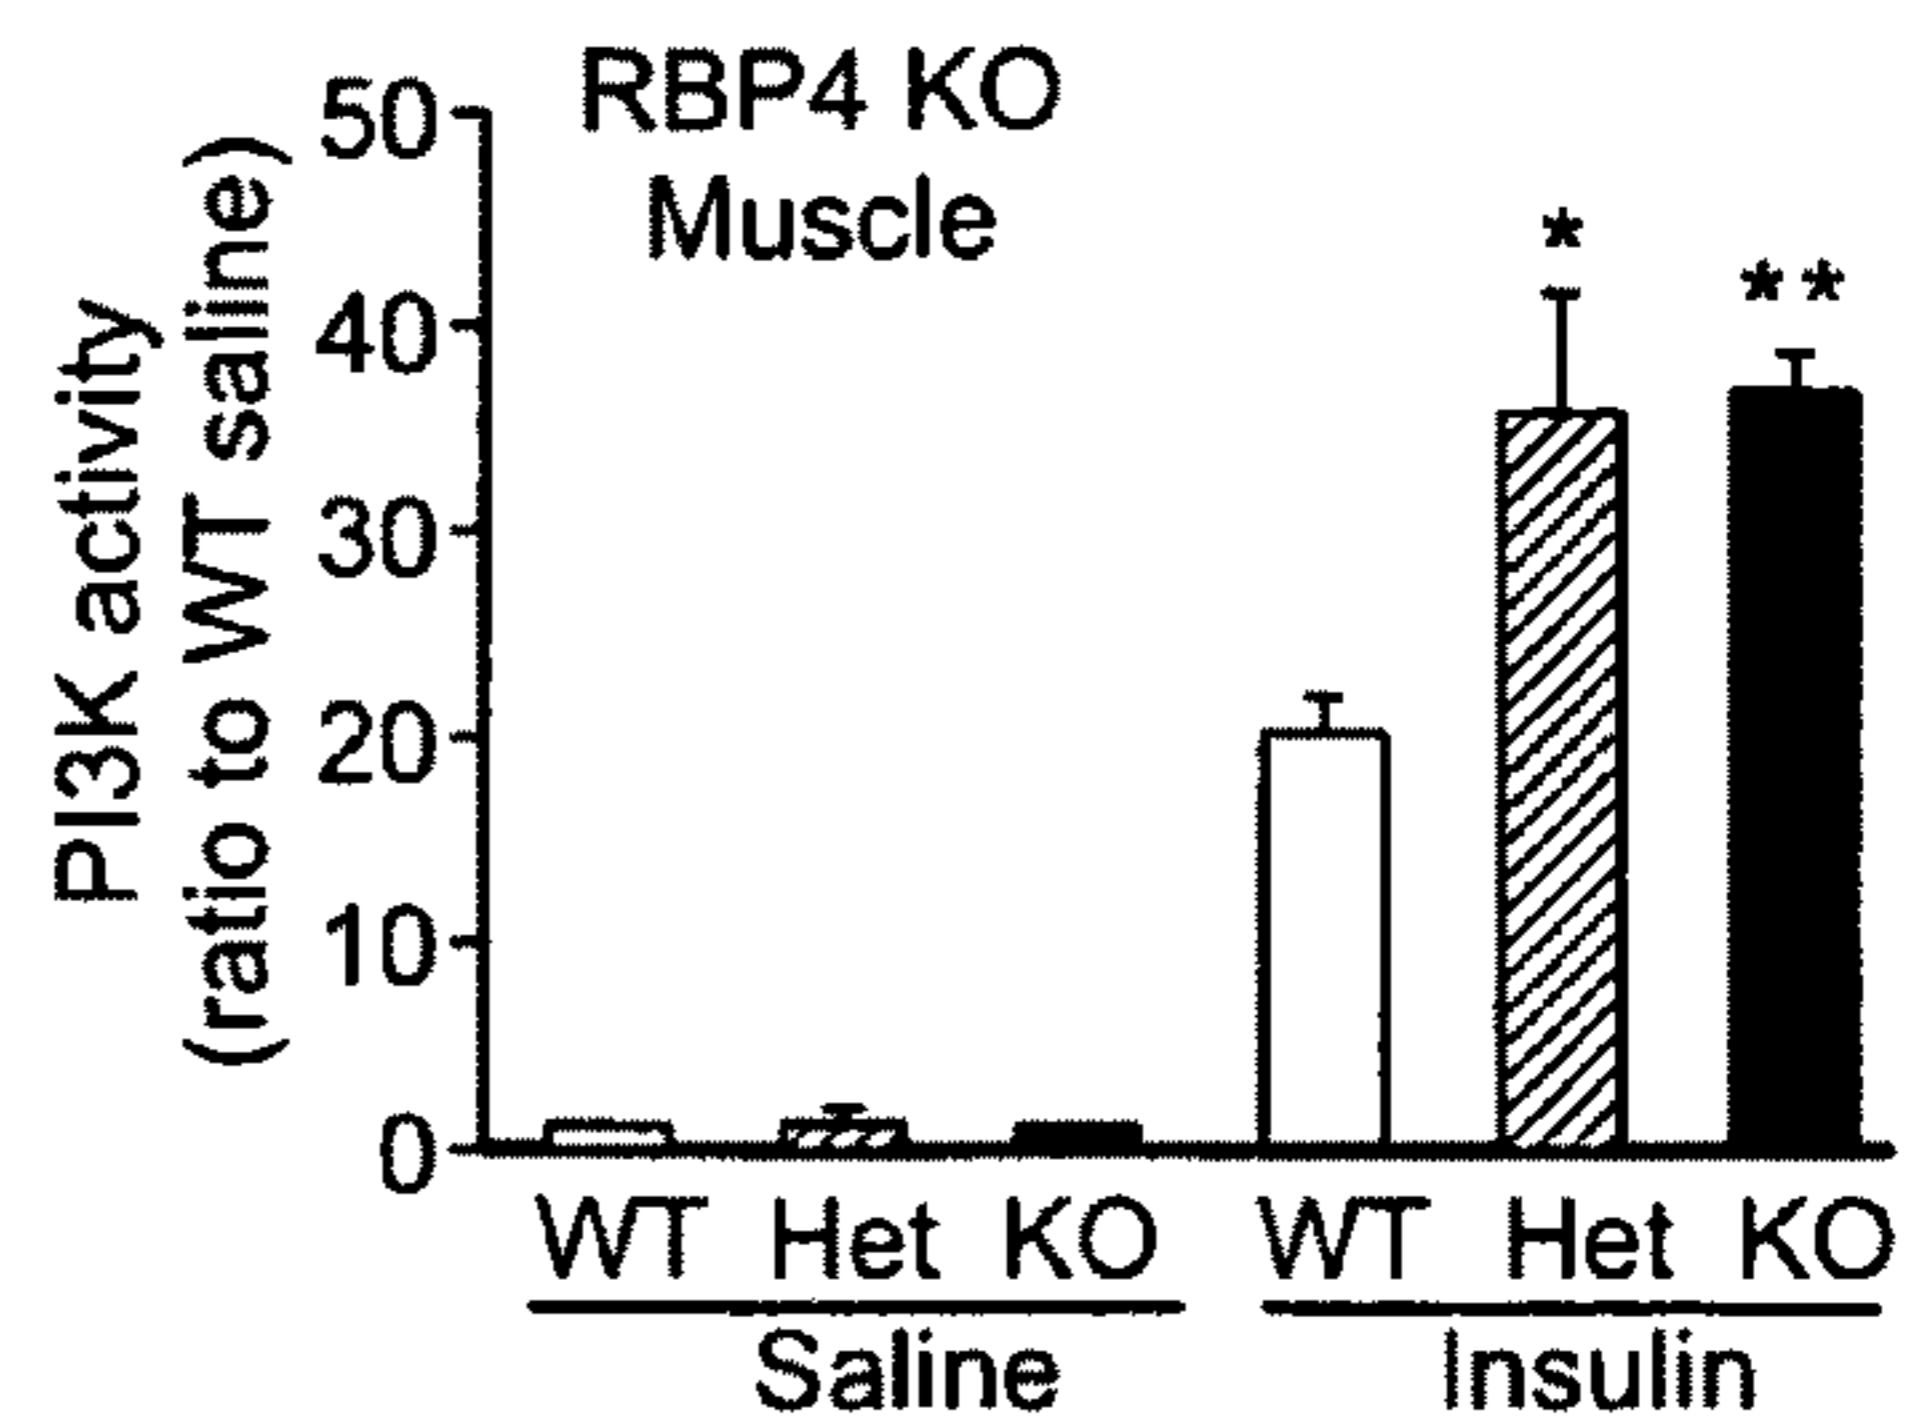 RBP4 KO
Muscle
PI3K activity
(ratio to WT saline)
50
40
30
20
10
0
*
**
WT Het KO WT Het KO
Saline Insulin